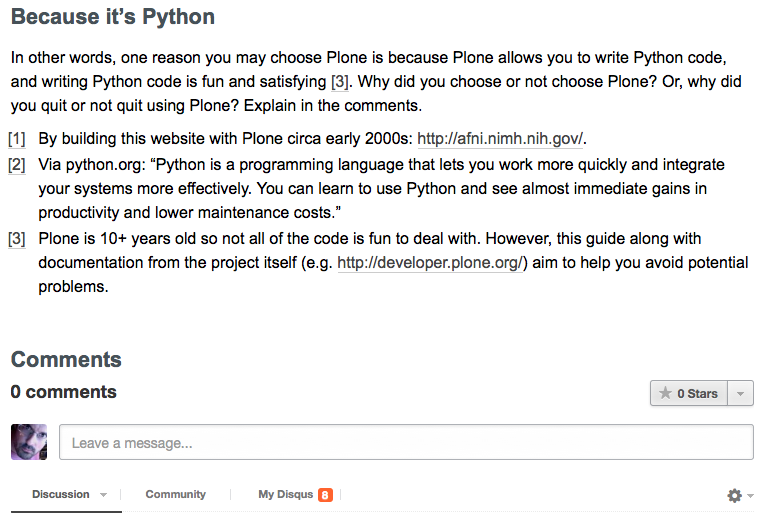 Because it’s Python
In other words, one reason you may choose Plone is because Plone allows you to write Python code,
and writing Python code is fun and satisfying [3]. Why did you choose or not choose Plone? Or, why did
you quit or not quit using Plone? Explain in the comments.
[1] By building this website with Plone circa early 2000s: http://afni.nimh.nih.gov/.
[2] Via python.org: “Python is a programming language that lets you work more quickly and integrate
your systems more effectively. You can learn to use Python and see almost immediate gains in
productivity and lower maintenance costs.”
[3] Plone is 10+ years old so not all of the code is fun to deal with. However, this guide along with
documentation from the project itself (e.g. http://developer.plone.org/) aim to help you avoid potential
problems.
Comments
0 comments
0 Stars
Leave a message...
Discussion Community My Disqus 8